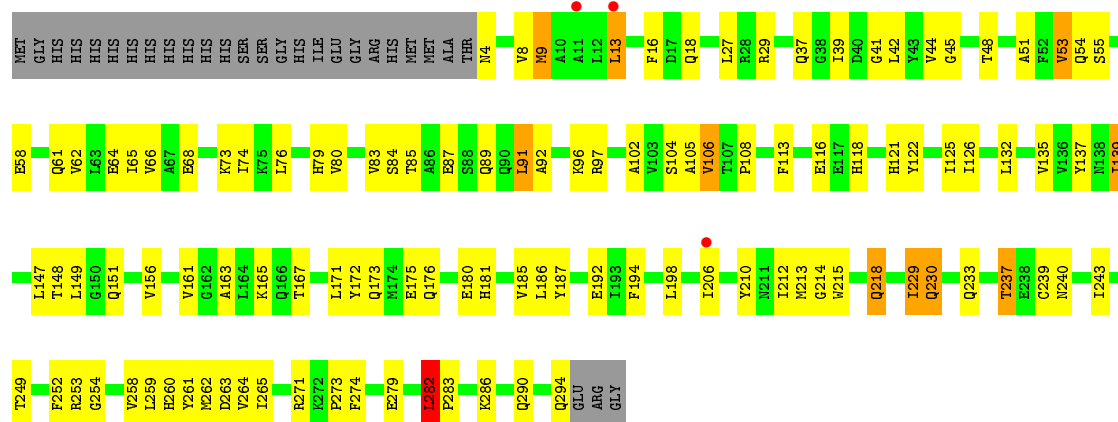 MET GLY HIS HIS HIS HIS HIS HIS HIS HIS HIS HIS SER SER GLY HIS ILE GLU GLY ARG HIS MET MET ALA THR N4 V8 M9 A10 A11 L12 L13 F16 D17 Q18 L27 R28 R29 Q37 G38 I39 D40 G41 L42 Y43 V44 G45 T48 A51 F52 V53 Q54 S55
E58 Q61 V62 L63 E64 I65 V66 A67 E68 K73 I74 K75 L76 H79 V80 V83 S84 T85 A86 E87 S88 Q89 Q90 L91 A92 K96 R97 A102 V103 S104 A105 V106 T107 P108 F113 E116 E117 H118 H121 Y122 I125 I126 L132 V135 V136 Y137 N138 I139
L147 T148 L149 G150 Q151 V156 V161 G162 A163 L164 K165 Q166 T167 L171 Y172 Q173 M174 E175 Q176 E180 H181 V185 L186 Y187 E192 I193 F194 L198 I206 Y210 N211 I212 M213 G214 W215 Q218 I229 Q230 Q233 T237 E238 C239 N240 I243
T249 F252 R253 G254 V258 L259 H260 Y261 M262 D263 V264 I265 R271 K272 P273 F274 E279 L282 P283 K286 Q290 Q294 GLU ARG GLY